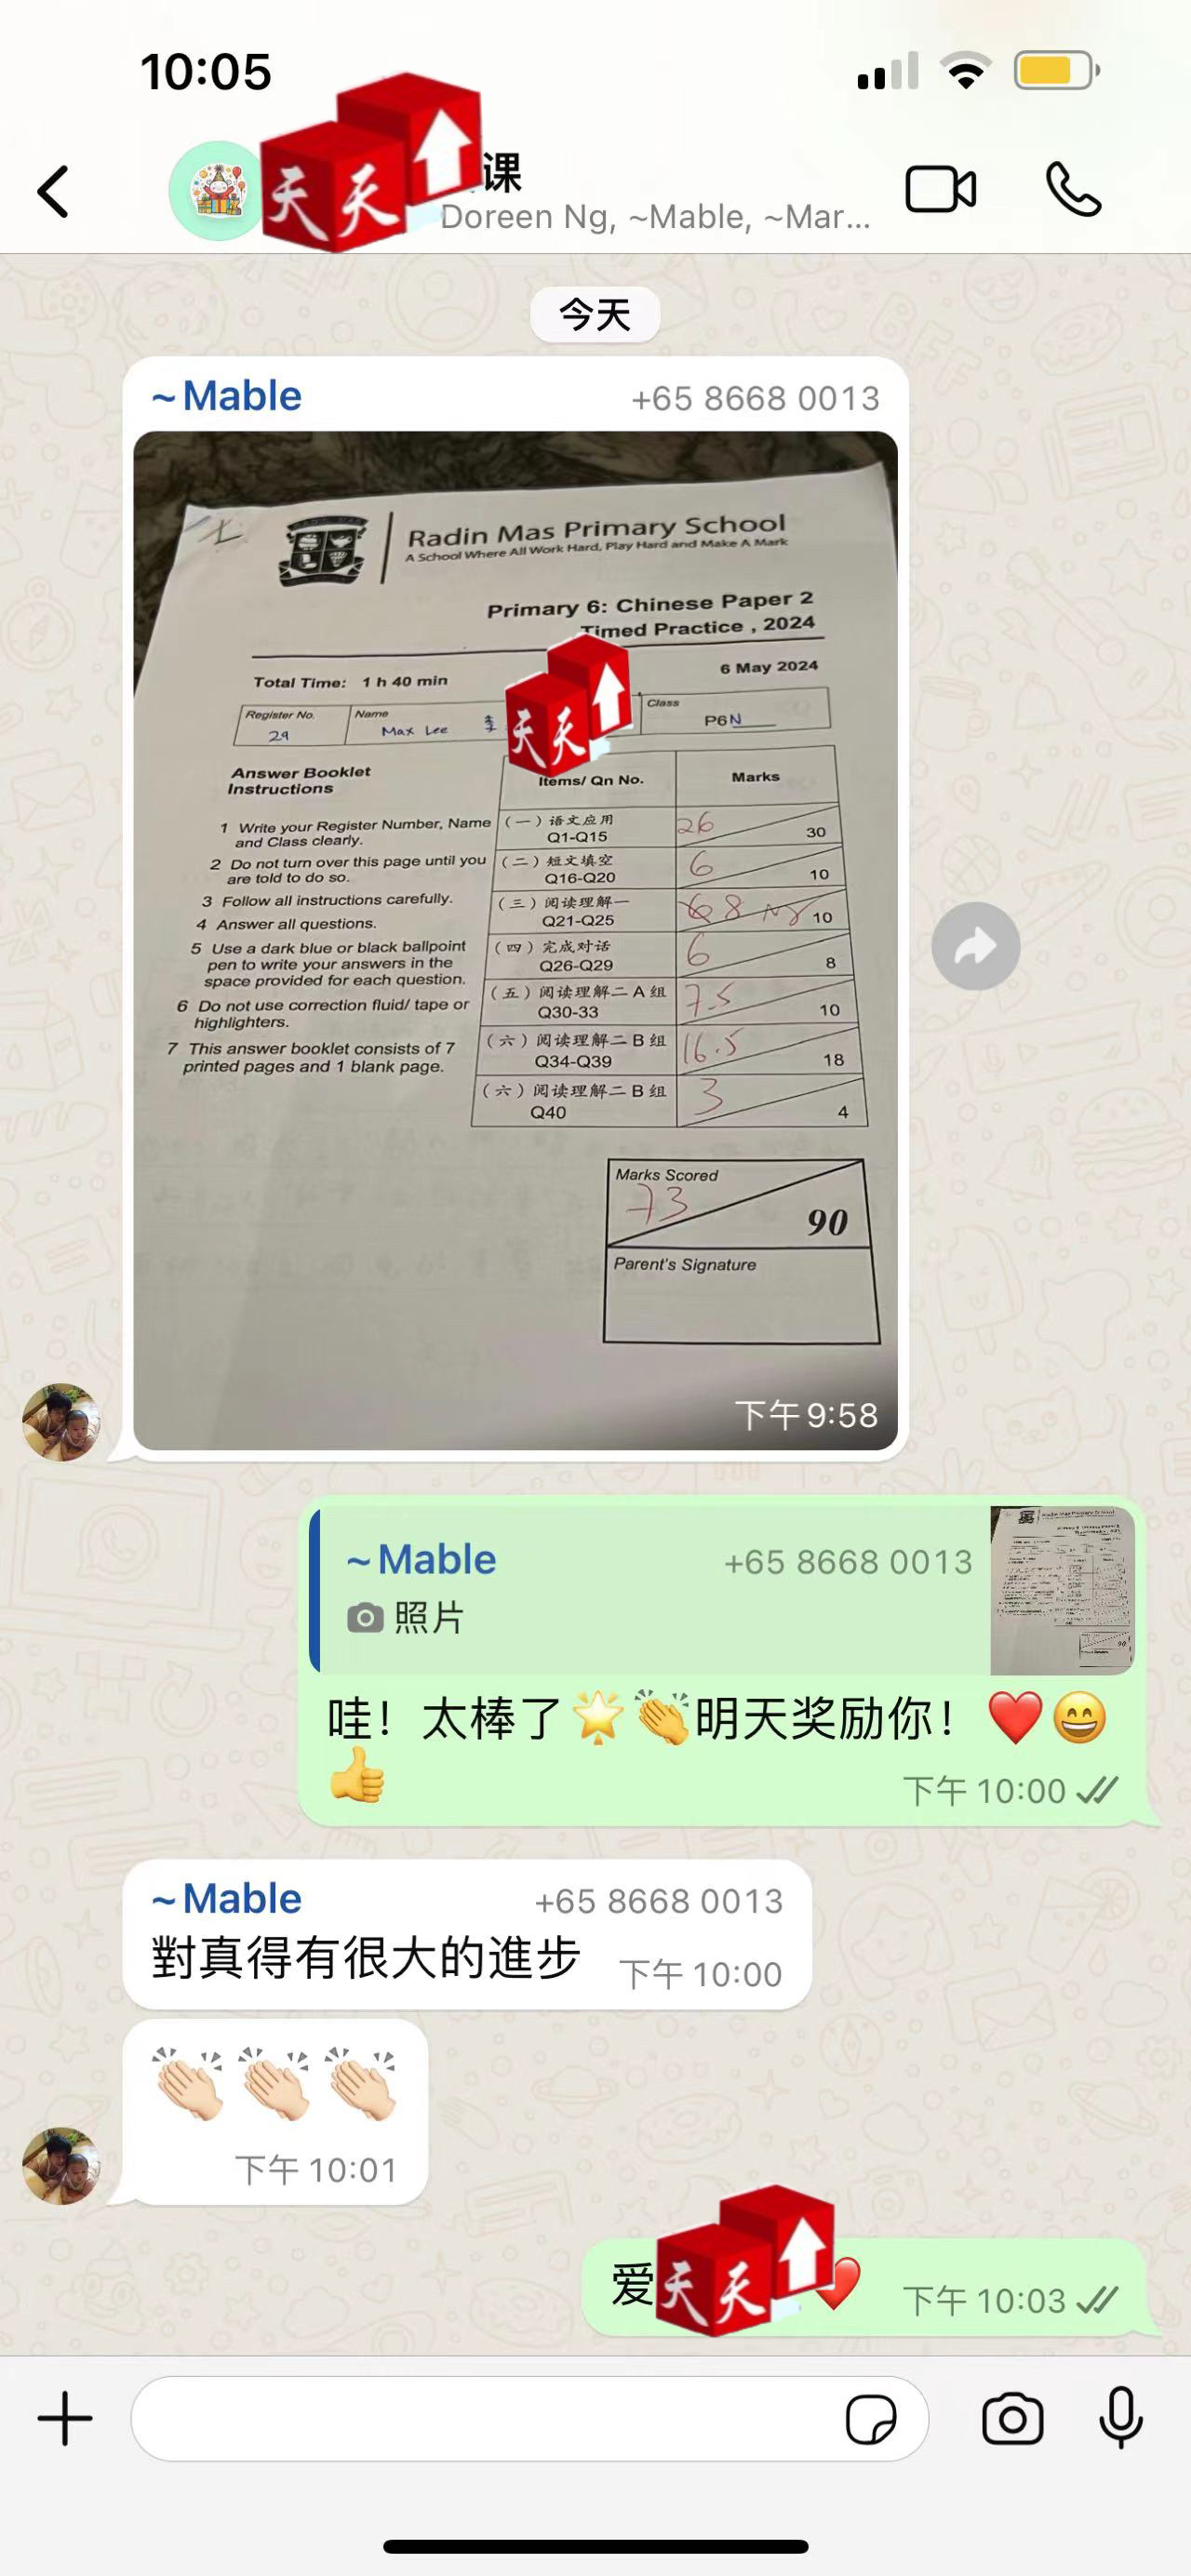 10:05
天天
课
Doreen Ng, ~Mable, ~Mar...
今天
~Mable +65 8668 0013
Radin Mas Primary School
A School Where All Work Hard, Play Hard and Make A Mark
Primary 6: Chinese Paper 2
Timed Practice , 2024
6 May 2024
Total Time: 1 h 40 min
Register No. Name Class
29 Max Lee 天天 P6N
Answer Booklet
Instructions
1 Write your Register Number, Name and Class clearly.
2 Do not turn over this page until you are told to do so.
3 Follow all instructions carefully.
4 Answer all questions.
5 Use a dark blue or black ballpoint pen to write your answers in the space provided for each question.
6 Do not use correction fluid/ tape or highlighters.
7 This answer booklet consists of 7 printed pages and 1 blank page.
Items/ Qn No. Marks
(一) 语文应用 Q1-Q15 26 30
(二) 短文填空 Q16-Q20 6 10
(三) 阅读理解一 Q21-Q25 8 10
(四) 完成对话 Q26-Q29 6 8
(五) 阅读理解二 A 组 Q30-33 7.5 10
(六) 阅读理解二 B 组 Q34-Q39 16.5 18
(六) 阅读理解二 B 组 Q40 3 4
Marks Scored
73 90
Parent's Signature
下午9:58
~Mable +65 8668 0013
照片
哇！太棒了🌟👏明天奖励你！❤️😄
👍 下午 10:00
~Mable +65 8668 0013
對真得有很大的進步 下午 10:00
👏🏻👏🏻👏🏻
下午 10:01
爱天天❤️ 下午 10:03